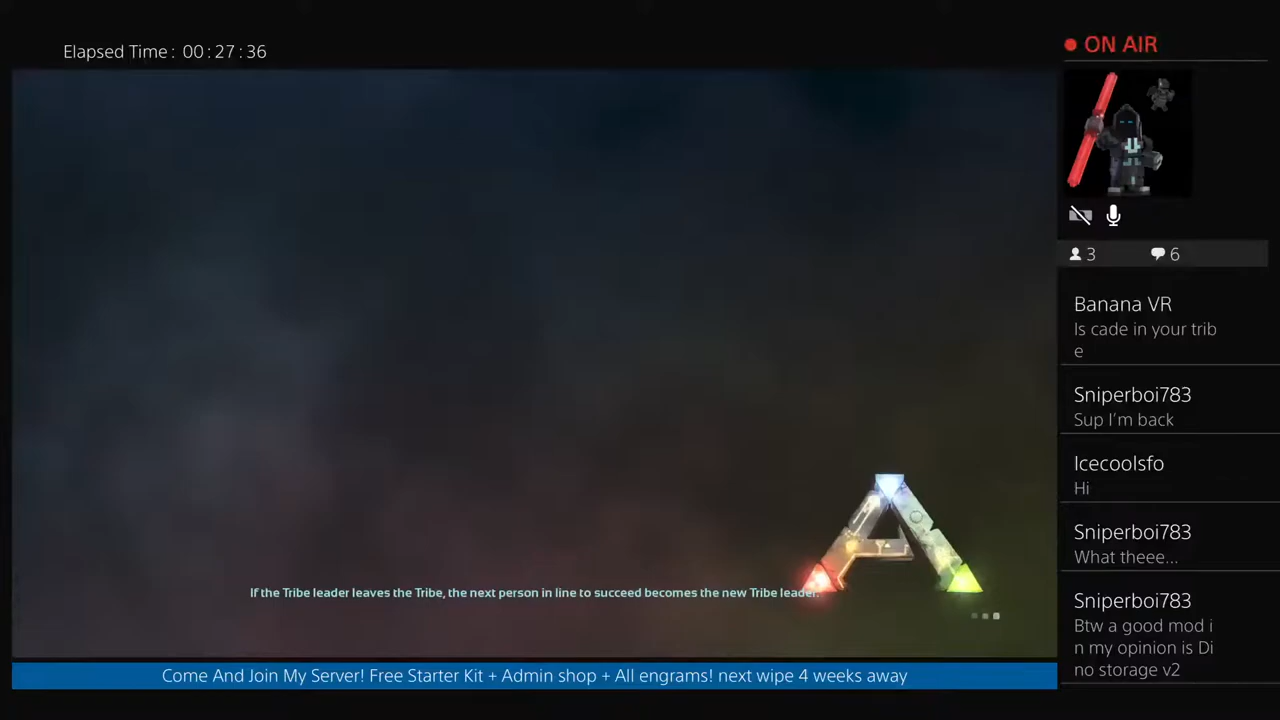 Elapsed Time: 00:27:36
ON AIR
3
6
Banana VR
Is cade in your trib
e
Sniperboi783
Sup I'm back
Icecoolsfo
Hi
Sniperboi783
What theee...
Sniperboi783
Btw a good mod i
n my opinion is Di
no storage v2
If the Tribe leader leaves the Tribe, the next person in line to succeed becomes the new Tribe leader.
Come And Join My Server! Free Starter Kit + Admin shop + All engrams! next wipe 4 weeks away